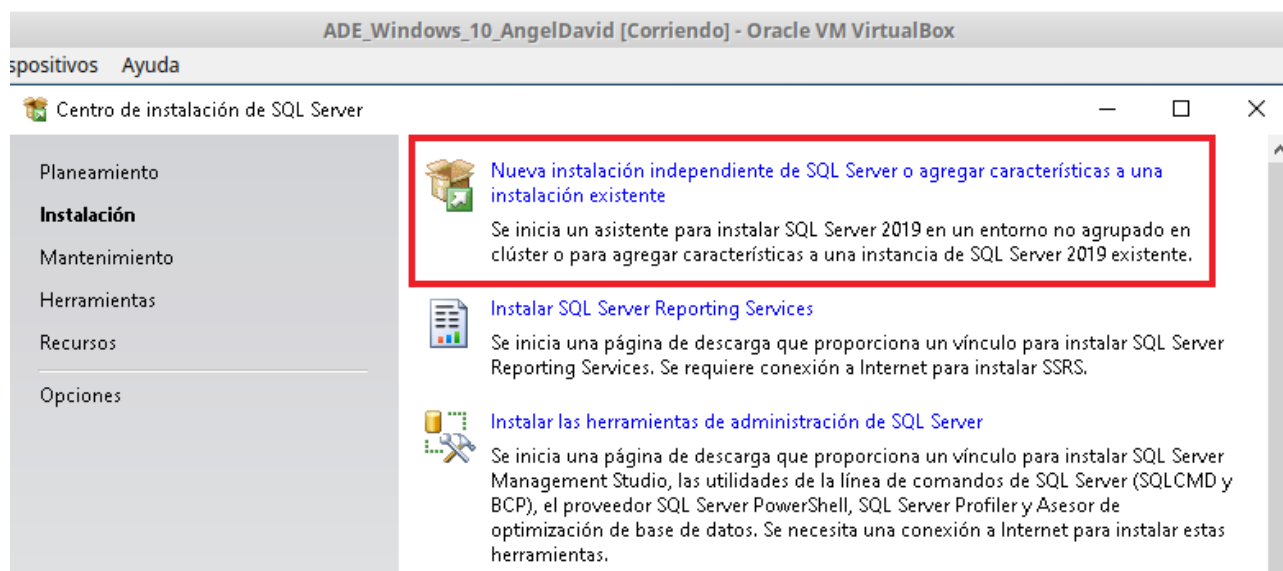 ADE_Windows_10_AngelDavid [Corriendo] - Oracle VM VirtualBox
spositivos Ayuda
Centro de instalación de SQL Server
Planeamiento
Instalación
Mantenimiento
Herramientas
Recursos
Opciones
Nueva instalación independiente de SQL Server o agregar características a una
instalación existente
Se inicia un asistente para instalar SQL Server 2019 en un entorno no agrupado en
clúster o para agregar características a una instancia de SQL Server 2019 existente.
Instalar SQL Server Reporting Services
Se inicia una página de descarga que proporciona un vínculo para instalar SQL Server
Reporting Services. Se requiere conexión a Internet para instalar SSRS.
Instalar las herramientas de administración de SQL Server
Se inicia una página de descarga que proporciona un vínculo para instalar SQL Server
Management Studio, las utilidades de la línea de comandos de SQL Server (SQLCMD y
BCP), el proveedor SQL Server PowerShell, SQL Server Profiler y Asesor de
optimización de base de datos. Se necesita una conexión a Internet para instalar estas
herramientas.